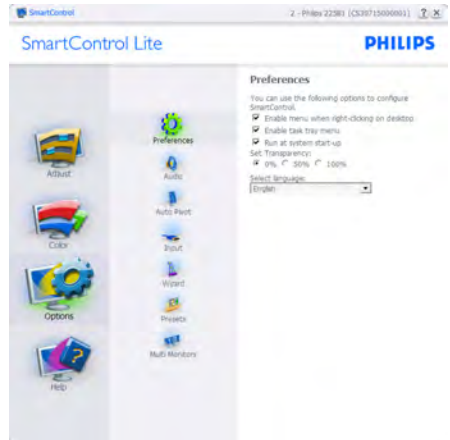 SmartControl
2 - Philips 225B1 (CS30715000001)
? X
SmartControl Lite
PHILIPS
Adjust
Color
Options
Help
Preferences
Audio
Auto Pivot
Input
Wizard
Presets
Multi Monitors
Preferences
You can use the following options to configure
SmartControl.
Enable menu when right-clicking on desktop
Enable task tray menu
Run at system start-up
Set Transparency:
0% 50% 100%
Select language:
English